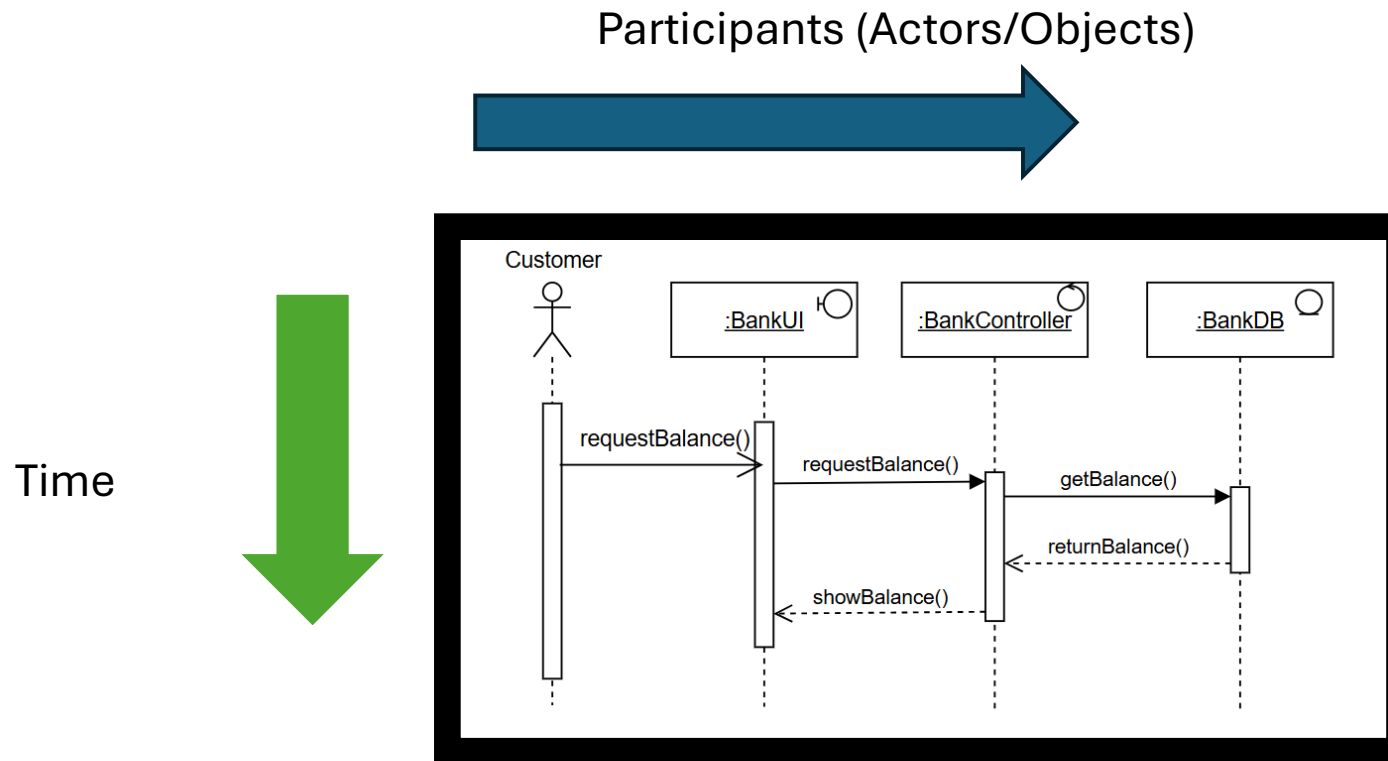 Participants (Actors/Objects)
Customer
:BankUI
:BankController
:BankDB
requestBalance()
requestBalance()
getBalance()
Time
returnBalance()
showBalance()